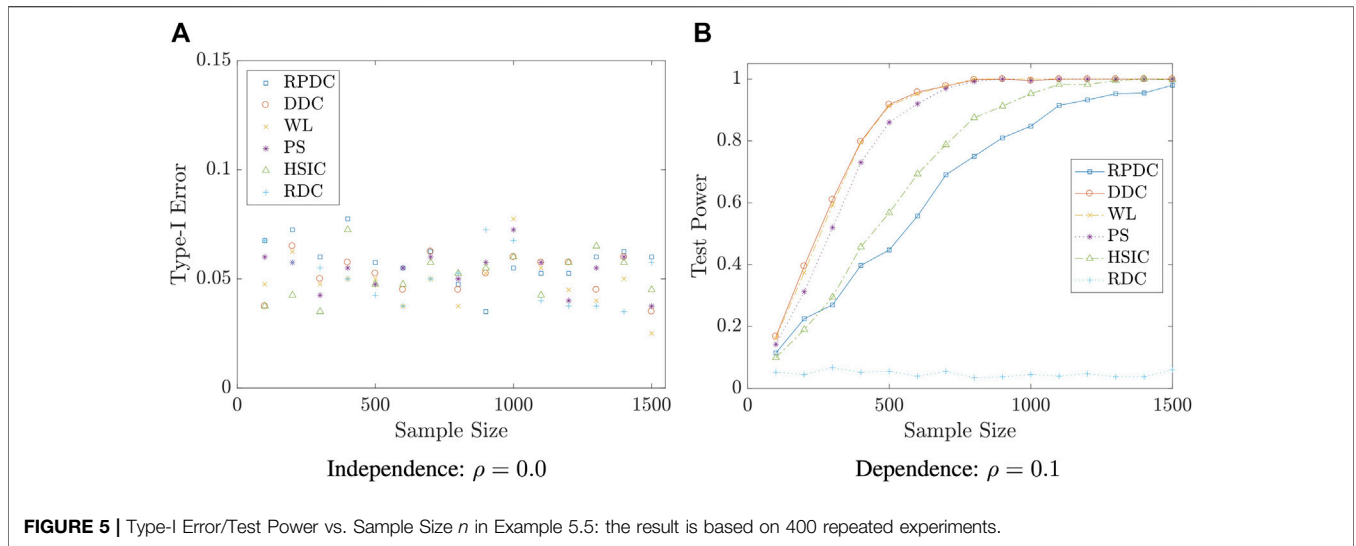 A
0.15
0.1
0.05
0
Type-I Error
RPDC
DDC
WL
PS
HSIC
RDC
0 500 1000 1500
Sample Size
Independence: ρ = 0.0
B
1
0.8
0.6
0.4
0.2
0
Test Power
RPDC
DDC
WL
PS
HSIC
RDC
0 500 1000 1500
Sample Size
Dependence: ρ = 0.1
FIGURE 5 | Type-I Error/Test Power vs. Sample Size n in Example 5.5: the result is based on 400 repeated experiments.